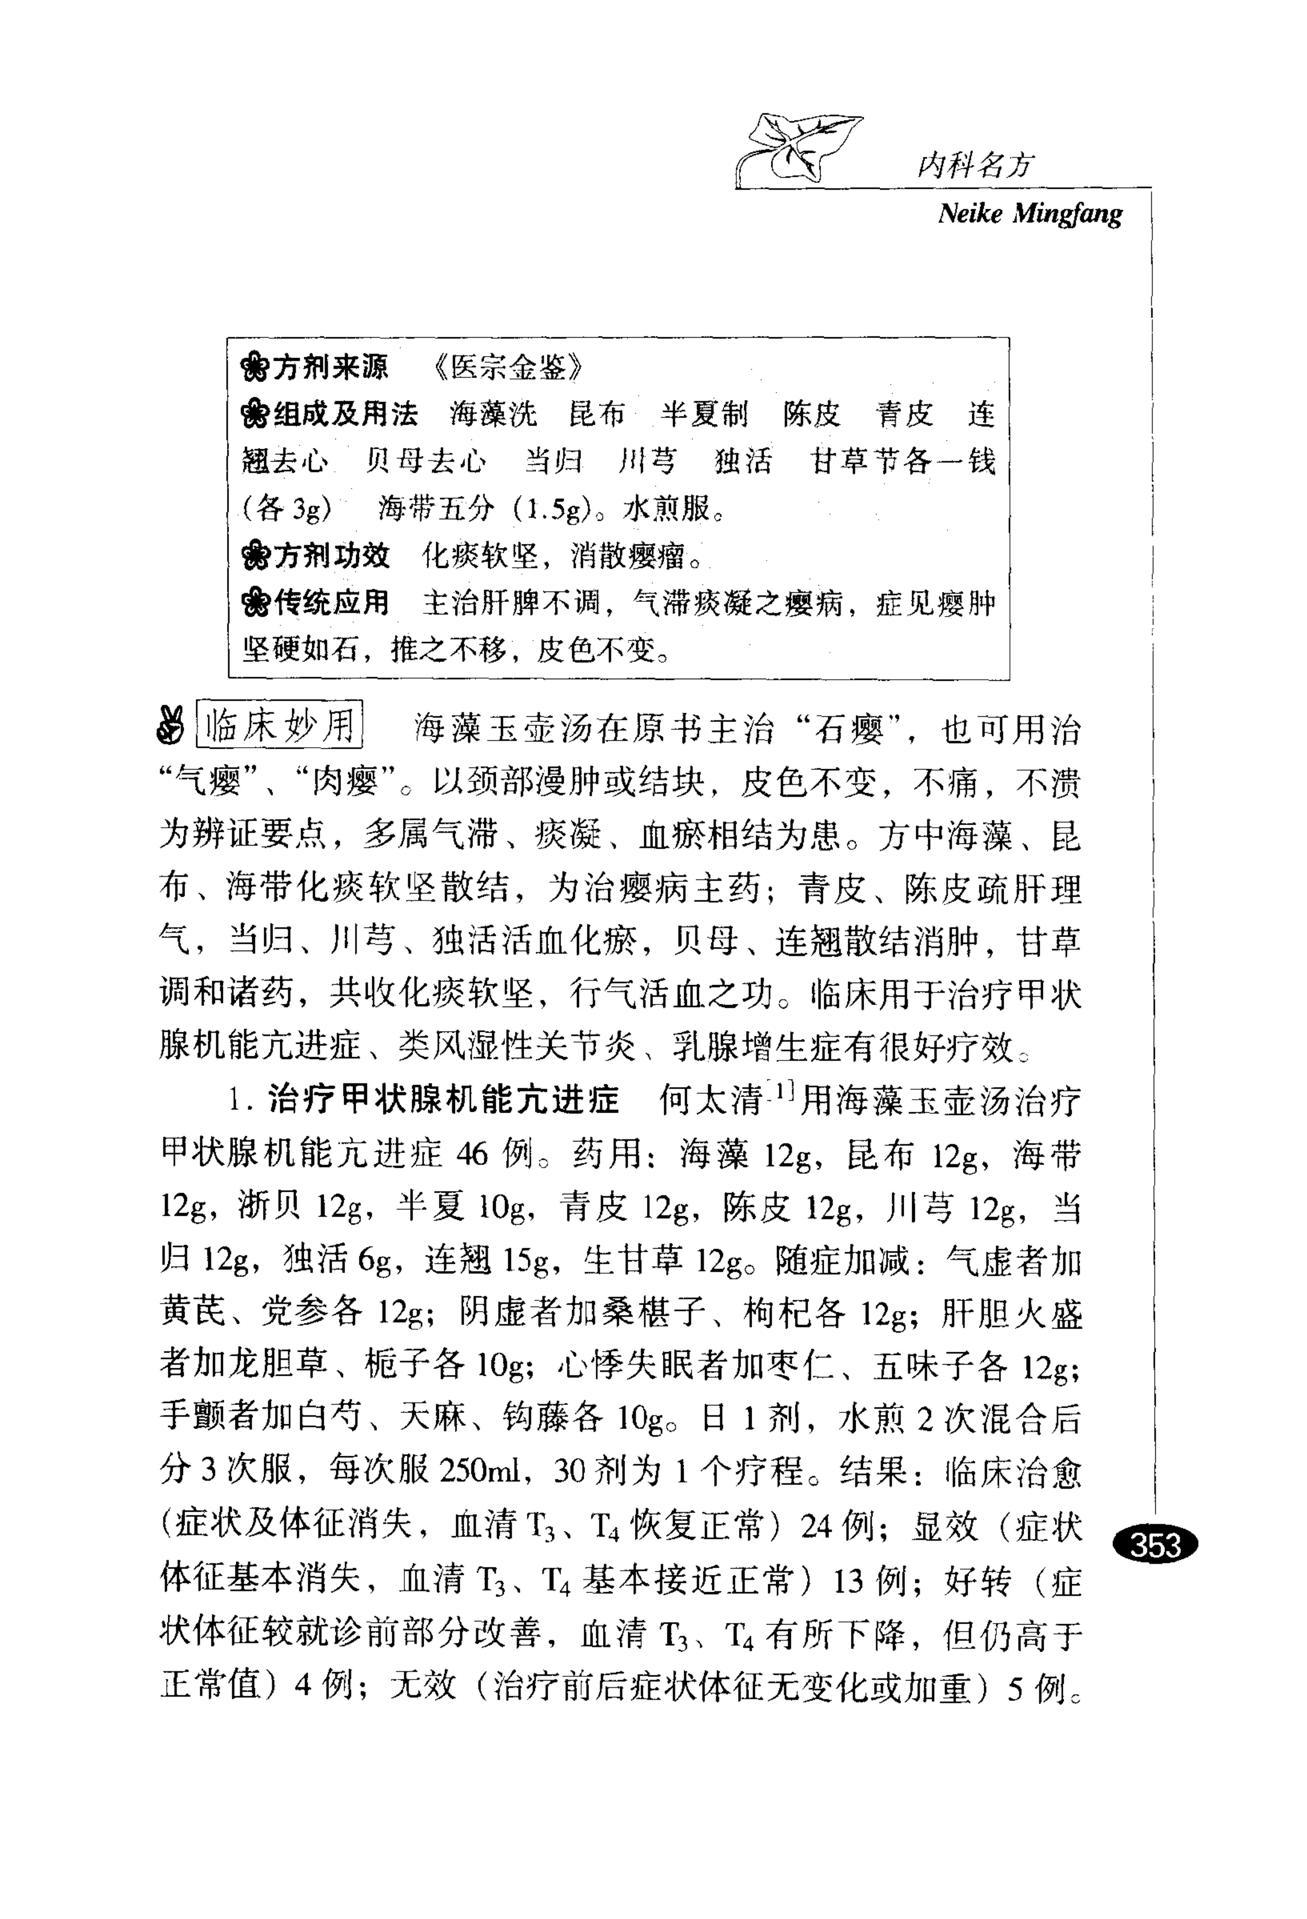 内科名方
Neike Mingfang
方剂来源 《医宗金鉴》
组成及用法 海藻洗 昆布 半夏制 陈皮 青皮 连
翘去心 贝母去心 当归 川芎 独活 甘草节各一钱
(各 3g) 海带五分 (1.5g)。水煎服。
方剂功效 化痰软坚，消散瘿瘤。
传统应用 主治肝脾不调，气滞痰凝之瘿病，症见瘿肿
坚硬如石，推之不移，皮色不变。
临床妙用 海藻玉壶汤在原书主治“石瘿”，也可用治
“气瘿”、“肉瘿”。以颈部漫肿或结块，皮色不变，不痛，不溃
为辨证要点，多属气滞、痰凝、血瘀相结为患。方中海藻、昆
布、海带化痰软坚散结，为治瘿病主药；青皮、陈皮疏肝理
气，当归、川芎、独活活血化瘀，贝母、连翘散结消肿，甘草
调和诸药，共收化痰软坚，行气活血之功。临床用于治疗甲状
腺机能亢进症、类风湿性关节炎、乳腺增生症有很好疗效。
1. 治疗甲状腺机能亢进症 何太清[1]用海藻玉壶汤治疗
甲状腺机能亢进症 46 例。药用：海藻 12g，昆布 12g，海带
12g，浙贝 12g，半夏 10g，青皮 12g，陈皮 12g，川芎 12g，当
归 12g，独活 6g，连翘 15g，生甘草 12g。随症加减：气虚者加
黄芪、党参各 12g；阴虚者加桑椹子、枸杞各 12g；肝胆火盛
者加龙胆草、栀子各 10g；心悸失眠者加枣仁、五味子各 12g；
手颤者加白芍、天麻、钩藤各 10g。日 1 剂，水煎 2 次混合后
分 3 次服，每次服 250ml，30 剂为 1 个疗程。结果：临床治愈
(症状及体征消失，血清 T₃、T₄ 恢复正常）24 例；显效（症状
体征基本消失，血清 T₃、T₄ 基本接近正常）13 例；好转（症
状体征较就诊前部分改善，血清 T₃、T₄ 有所下降，但仍高于
正常值）4 例；无效（治疗前后症状体征无变化或加重）5 例。
353